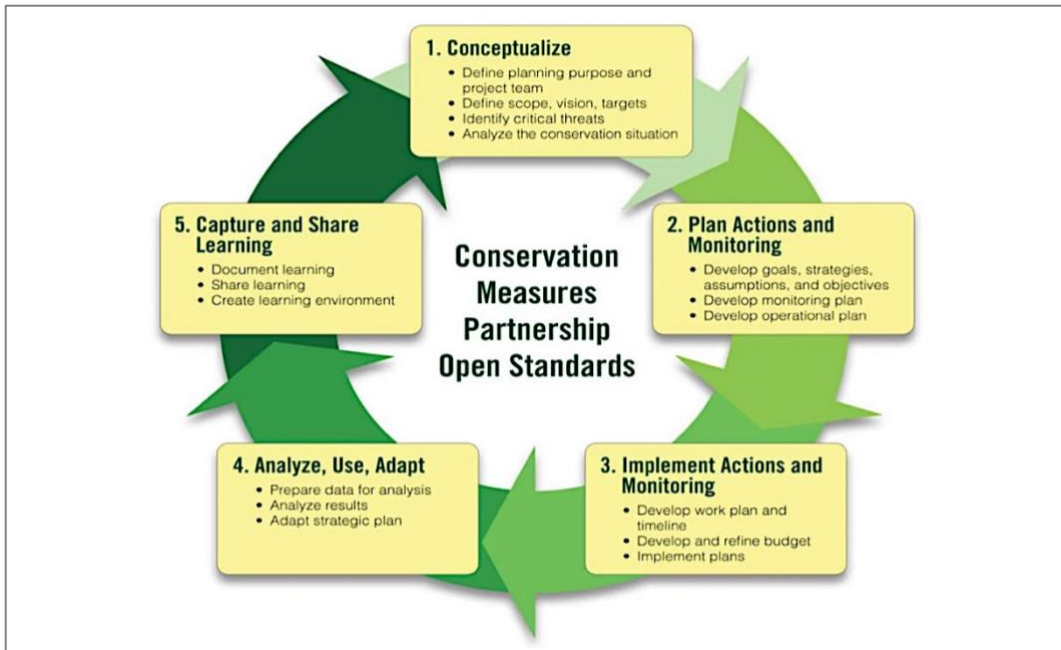 1. Conceptualize
• Define planning purpose and
project team
• Define scope, vision, targets
• Identify critical threats
• Analyze the conservation situation
2. Plan Actions and
Monitoring
• Develop goals, strategies,
assumptions, and objectives
• Develop monitoring plan
• Develop operational plan
3. Implement Actions and
Monitoring
• Develop work plan and
timeline
• Develop and refine budget
• Implement plans
4. Analyze, Use, Adapt
• Prepare data for analysis
• Analyze results
• Adapt strategic plan
5. Capture and Share
Learning
• Document learning
• Share learning
• Create learning environment
Conservation
Measures
Partnership
Open Standards